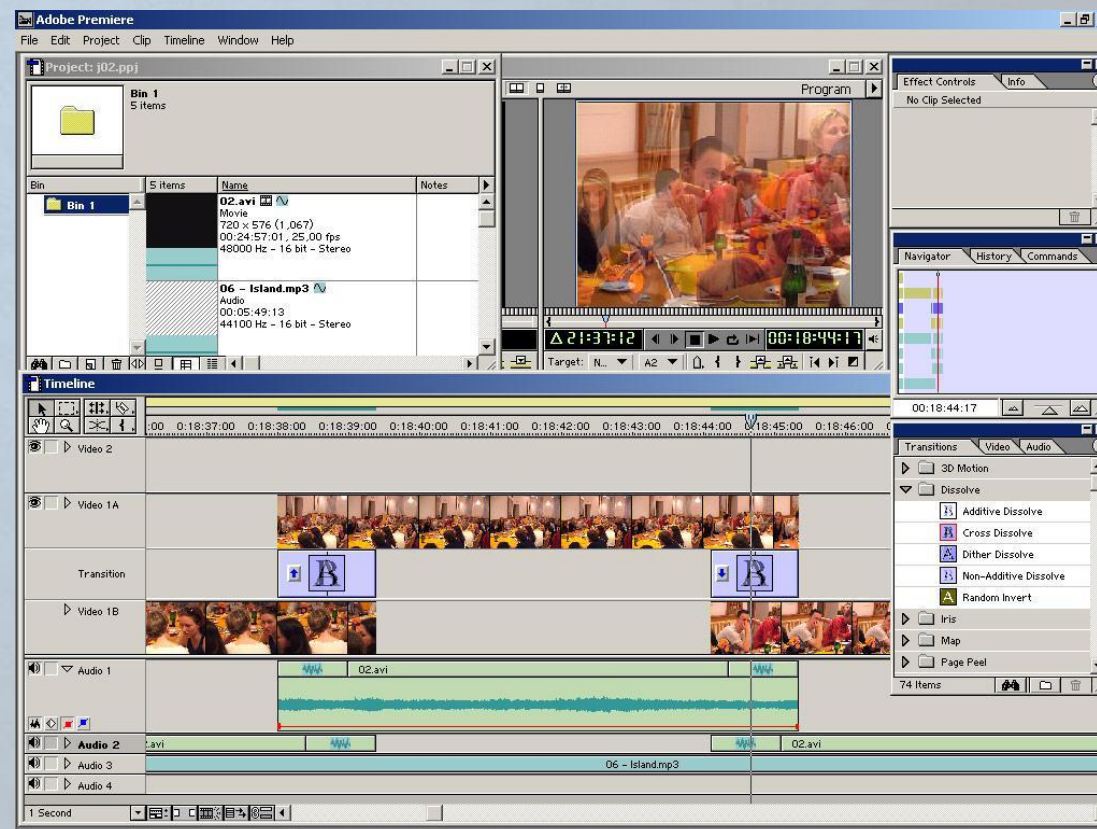 Adobe Premiere
File Edit Project Clip Timeline Window Help
Project: j02.ppj
Bin 1
5 items
Bin 5 items Name Notes
Bin 1
02.avi
Movie
720 x 576 (1,067)
00:24:57:01, 25,00 fps
48000 Hz - 16 bit - Stereo
06 - Island.mp3
Audio
00:05:49:13
44100 Hz - 16 bit - Stereo
Program
Δ 21:37:12 00:18:44:17
Target: N... A2
Effect Controls Info
No Clip Selected
Navigator History Commands
00:18:44:17
Transitions Video Audio
3D Motion
Dissolve
Additive Dissolve
Cross Dissolve
Dither Dissolve
Non-Additive Dissolve
Random Invert
Iris
Map
Page Peel
74 Items
Timeline
:00 0:18:37:00 0:18:38:00 0:18:39:00 0:18:40:00 0:18:41:00 0:18:42:00 0:18:43:00 0:18:44:00 0:18:45:00 0:18:46:00
Video 2
Video 1A
Transition
Video 1B
Audio 1 02.avi
Audio 2 .avi 02.avi
Audio 3 06 - Island.mp3
Audio 4
1 Second